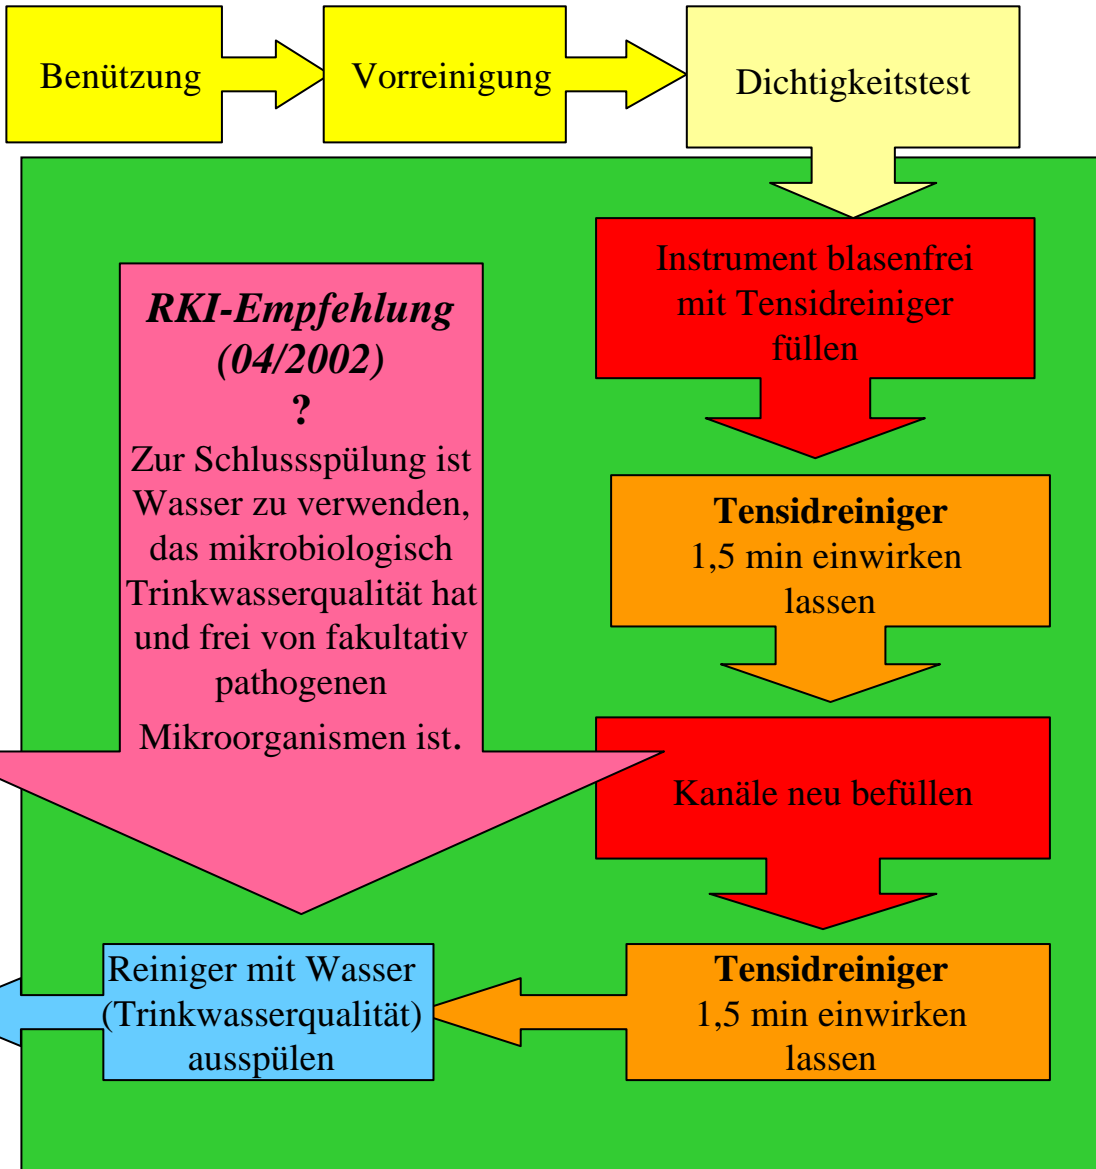 Benützung
Vorreinigung
Dichtigkeitstest
Instrument blasenfrei
mit Tensidreiniger
füllen
RKI-Empfehlung
(04/2002)
?
Zur Schlussspülung ist
Wasser zu verwenden,
das mikrobiologisch
Trinkwasserqualität hat
und frei von fakultativ
pathogenen
Mikroorganismen ist.
Tensidreiniger
1,5 min einwirken
lassen
Kanäle neu befüllen
Tensidreiniger
1,5 min einwirken
lassen
Reiniger mit Wasser
(Trinkwasserqualität)
ausspülen